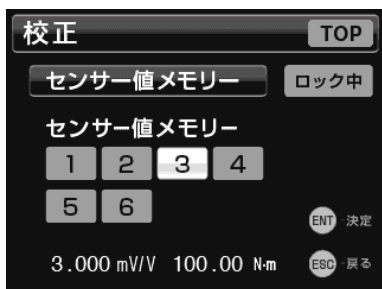 校正 TOP
センサー値メモリー ロック中
センサー値メモリー
1 2 3 4
5 6
ENT - 決定
3.000 mV/V 100.00 N·m ESC - 戻る